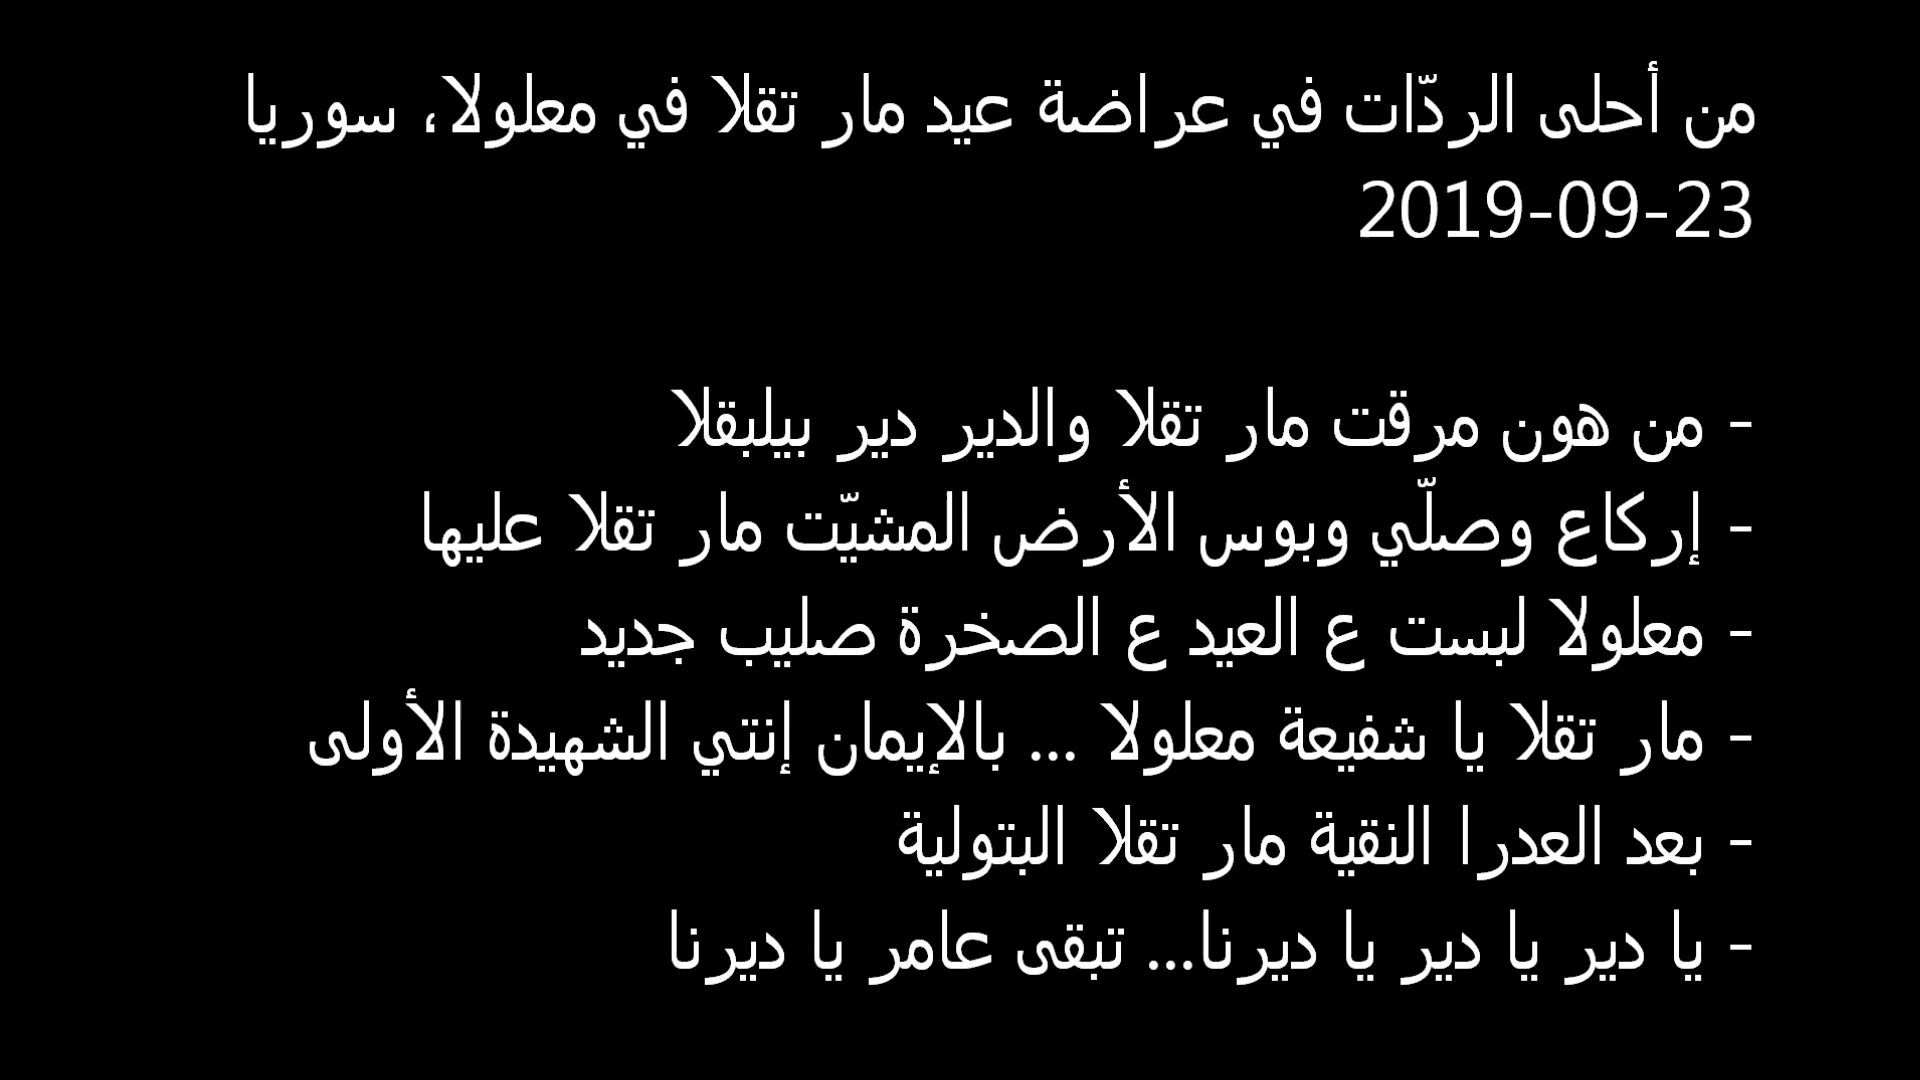 من أحلى الردّات في عراضة عيد مار تقلا في معلولا، سوريا
2019-09-23
- من هون مرقت مار تقلا والدير دير بيلبقلا
- إركاع وصلّي وبوس الأرض المشيّت مار تقلا عليها
- معلولا لبست ع العيد ع الصخرة صليب جديد
- مار تقلا يا شفيعة معلولا ... بالإيمان إنتي الشهيدة الأولى
- بعد العدرا النقية مار تقلا البتولية
- يا دير يا دير يا ديرنا... تبقى عامر يا ديرنا